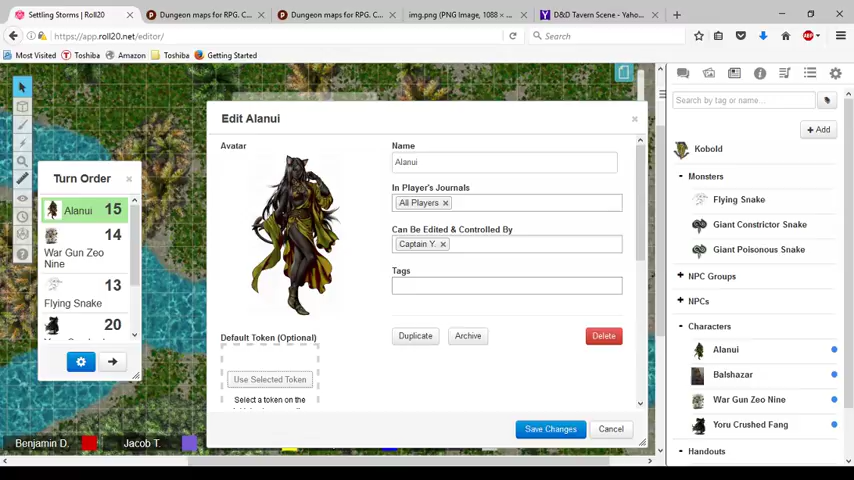 Settling Storms | Roll20
Dungeon maps for RPG. C...
Dungeon maps for RPG. C...
img.png (PNG Image, 1088 ×
D&D Tavern Scene - Yahoo...
https://app.roll20.net/editor/
Search
ABP
Most Visited
Toshiba
Amazon
Toshiba
Getting Started
Turn Order
Alanui 15
14
War Gun Zeo
Nine
13
Flying Snake
20
Benjamin D.
Jacob T.
Edit Alanui
Avatar
Default Token (Optional)
Use Selected Token
Select a token on the
Name
Alanui
In Player's Journals
All Players
Can Be Edited & Controlled By
Captain Y.
Tags
Duplicate
Archive
Delete
Save Changes
Cancel
Search by tag or name...
+ Add
Kobold
Monsters
Flying Snake
Giant Constrictor Snake
Giant Poisonous Snake
NPC Groups
NPCs
Characters
Alanui
Balshazar
War Gun Zeo Nine
Yoru Crushed Fang
Handouts